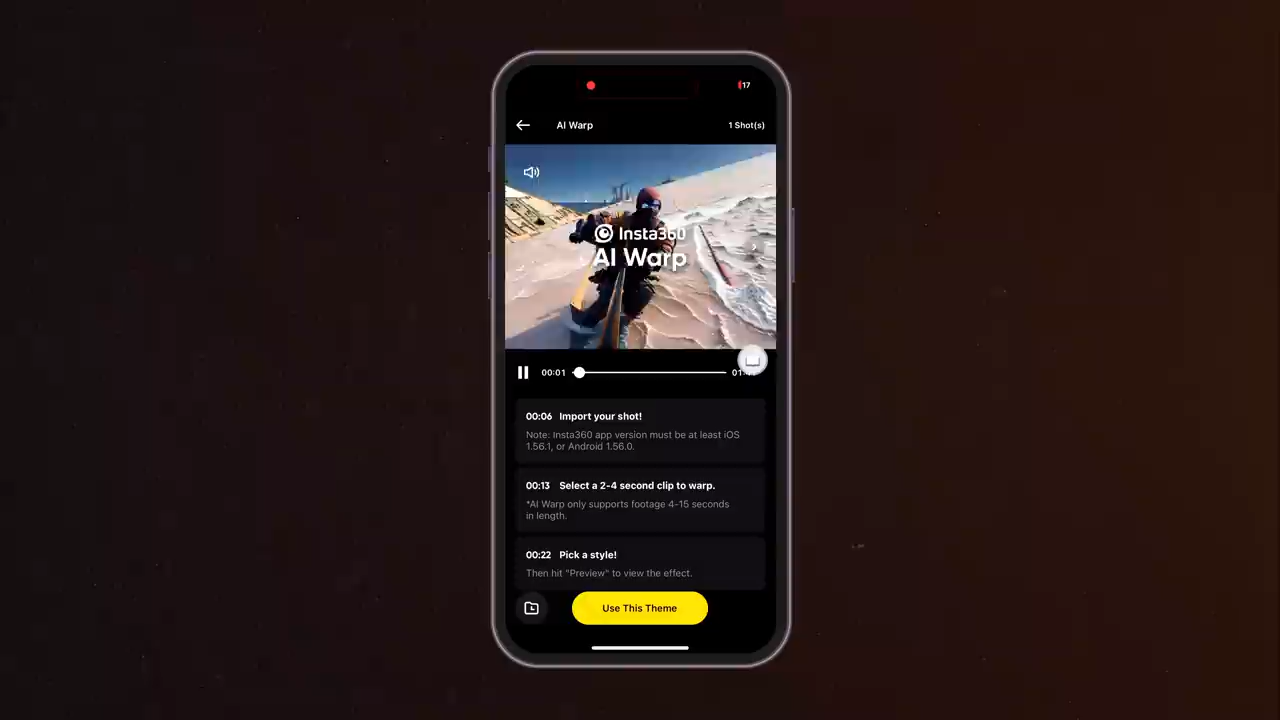 17
AI Warp
1 Shot(s)
Insta360
AI Warp
00:01
00:06 Import your shot!
Note: Insta360 app version must be at least iOS
1.56.1, or Android 1.56.0.
00:13 Select a 2-4 second clip to warp.
*AI Warp only supports footage 4-15 seconds
in length.
00:22 Pick a style!
Then hit "Preview" to view the effect.
Use This Theme